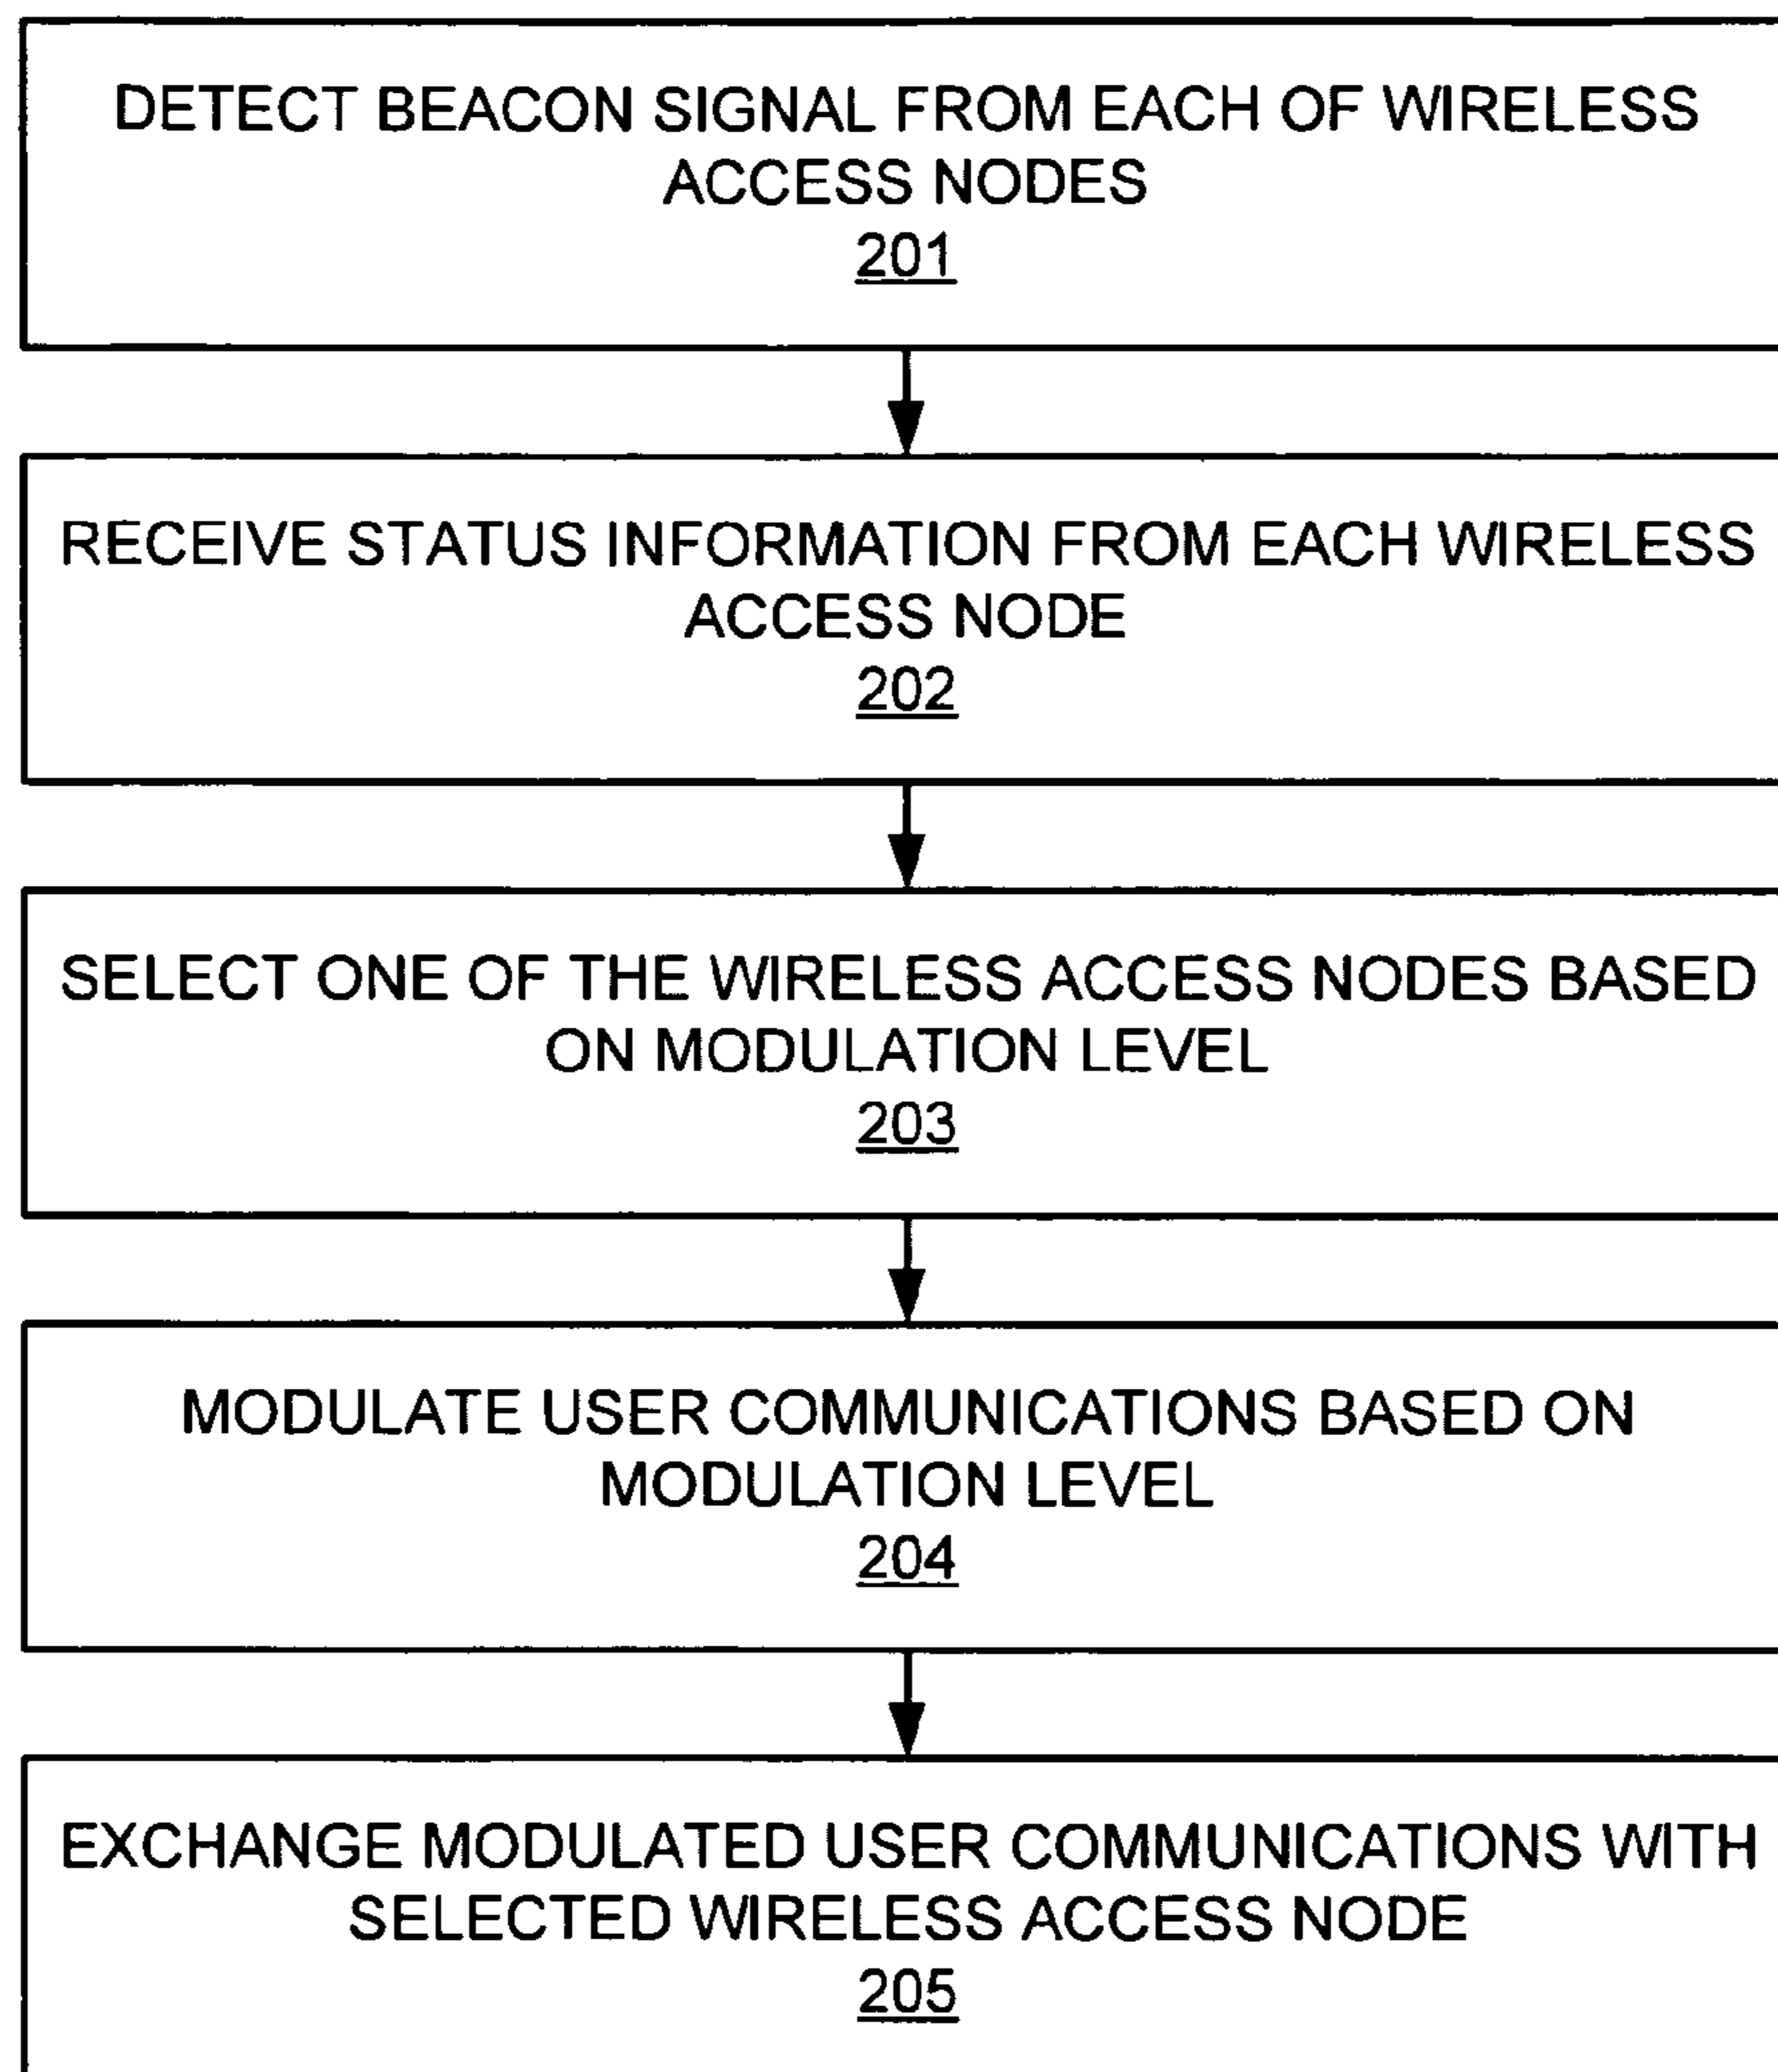 DETECT BEACON SIGNAL FROM EACH OF WIRELESS
ACCESS NODES
201
RECEIVE STATUS INFORMATION FROM EACH WIRELESS
ACCESS NODE
202
SELECT ONE OF THE WIRELESS ACCESS NODES BASED
ON MODULATION LEVEL
203
MODULATE USER COMMUNICATIONS BASED ON
MODULATION LEVEL
204
EXCHANGE MODULATED USER COMMUNICATIONS WITH
SELECTED WIRELESS ACCESS NODE
205